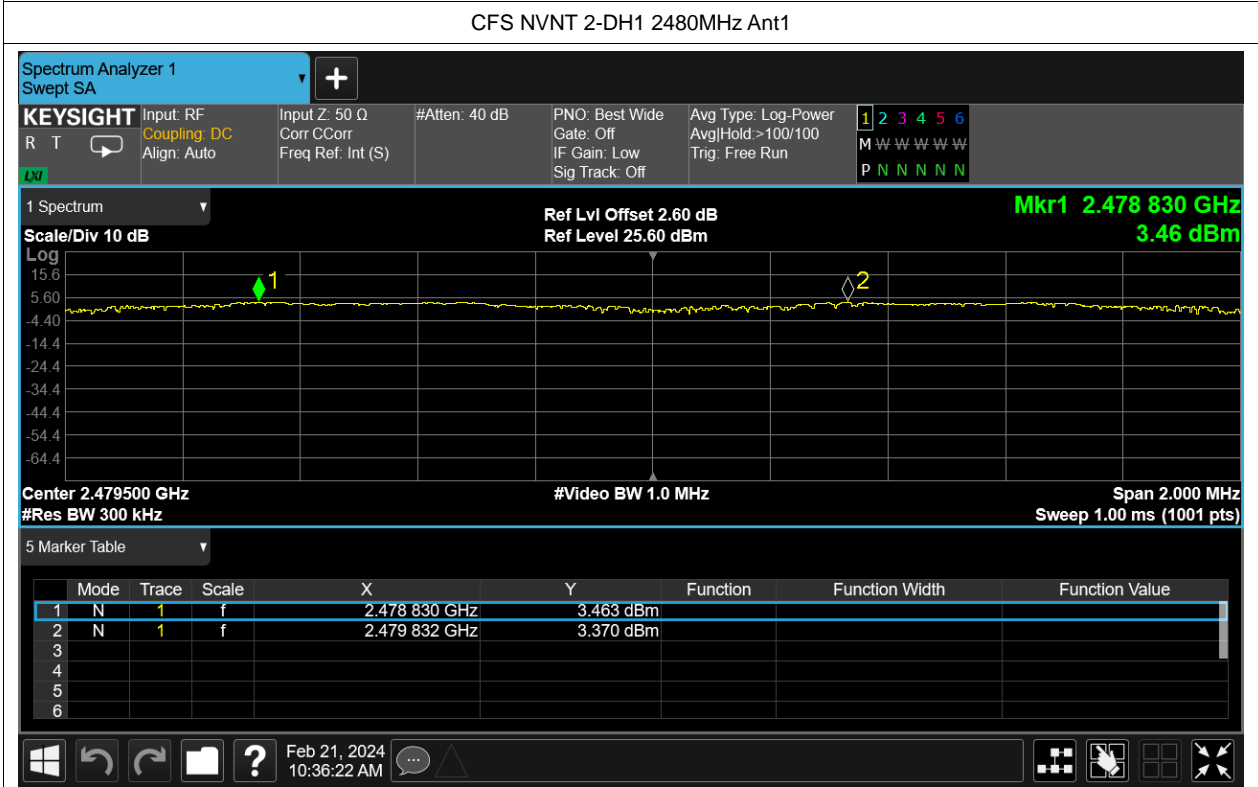 CFS NVNT 2-DH1 2480MHz Ant1
Spectrum Analyzer 1
Swept SA
KEYSIGHT Input: RF Input Z: 50 Ω #Atten: 40 dB PNO: Best Wide Avg Type: Log-Power 1 2 3 4 5 6
R T Coupling: DC Corr CCorr Gate: Off Avg|Hold:>100/100 M W W W W W
Align: Auto Freq Ref: Int (S) IF Gain: Low Trig: Free Run
LXI Sig Track: Off P N N N N N
1 Spectrum Ref Lvl Offset 2.60 dB Mkr1 2.478 830 GHz
Scale/Div 10 dB Ref Level 25.60 dBm 3.46 dBm
Log
15.6
1
2
5.60
-4.40
-14.4
-24.4
-34.4
-44.4
-54.4
-64.4
Center 2.479500 GHz #Video BW 1.0 MHz Span 2.000 MHz
#Res BW 300 kHz Sweep 1.00 ms (1001 pts)
5 Marker Table
Mode Trace Scale X Y Function Function Width Function Value
1 N 1 f 2.478 830 GHz 3.463 dBm
2 N 1 f 2.479 832 GHz 3.370 dBm
3
4
5
6
? Feb 21, 2024
10:36:22 AM